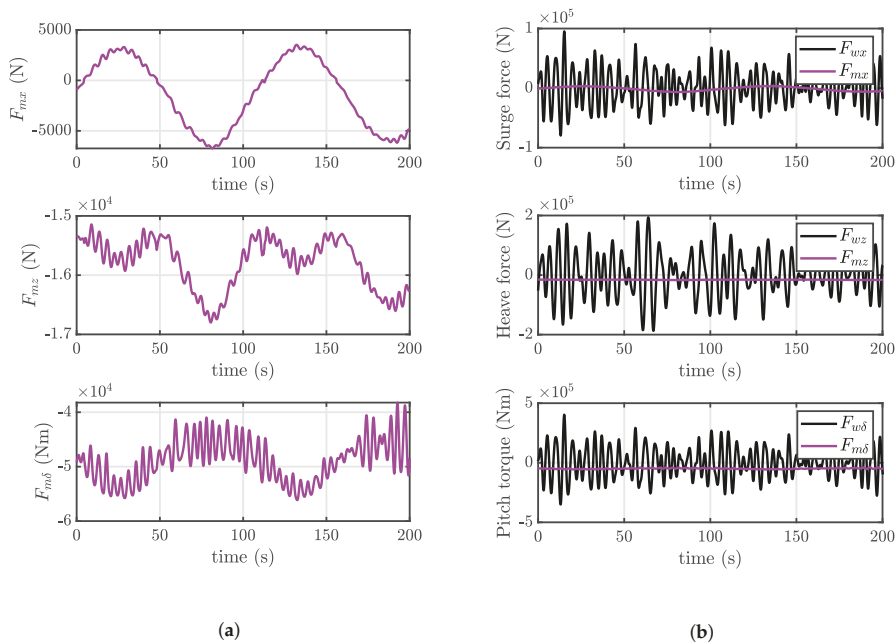 5000
0
-5000
F_mx (N)
0 50 100 150 200
time (s)
×10^4
-1.5
-1.6
-1.7
F_mz (N)
0 50 100 150 200
time (s)
×10^4
-4
-5
-6
F_mδ (Nm)
0 50 100 150 200
time (s)
(a)
×10^5
1
0
-1
Surge force (N)
F_wx
F_mx
0 50 100 150 200
time (s)
×10^5
2
0
-2
Heave force (N)
F_wz
F_mz
0 50 100 150 200
time (s)
×10^5
5
0
-5
Pitch torque (Nm)
F_wδ
F_mδ
0 50 100 150 200
time (s)
(b)